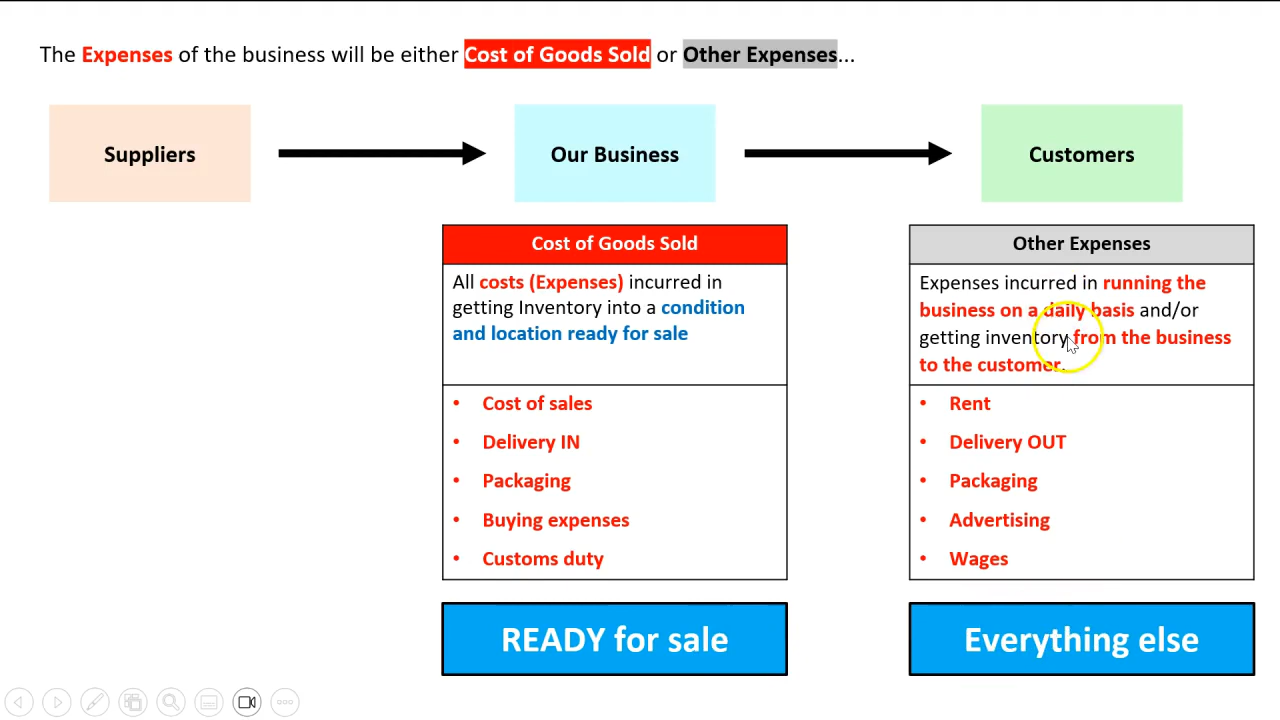 The Expenses of the business will be either Cost of Goods Sold or Other Expenses...
Suppliers
Our Business
Customers
Cost of Goods Sold
All costs (Expenses) incurred in
getting Inventory into a condition
and location ready for sale
• Cost of sales
• Delivery IN
• Packaging
• Buying expenses
• Customs duty
READY for sale
Other Expenses
Expenses incurred in running the
business on a daily basis and/or
getting inventory from the business
to the customer.
• Rent
• Delivery OUT
• Packaging
• Advertising
• Wages
Everything else